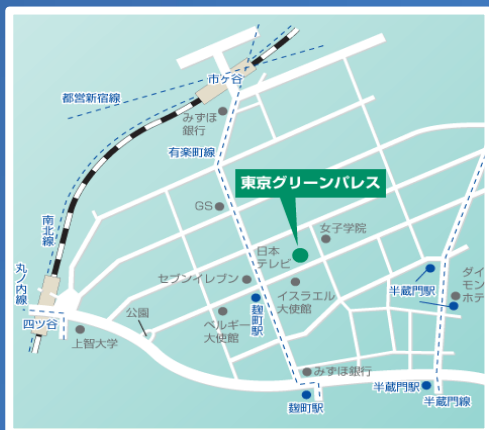 市ヶ谷
都営新宿線
みずほ
銀行
有楽町線
東京グリーンパレス
GS
女子学院
南北線
日本
テレビ
丸ノ内線
セブンイレブン
イスラエル
大使館
半蔵門駅
ダイ
モン
ホテ
麹町駅
公園
ベルギー
大使館
四ツ谷
上智大学
みずほ銀行
半蔵門駅
麹町駅
半蔵門線